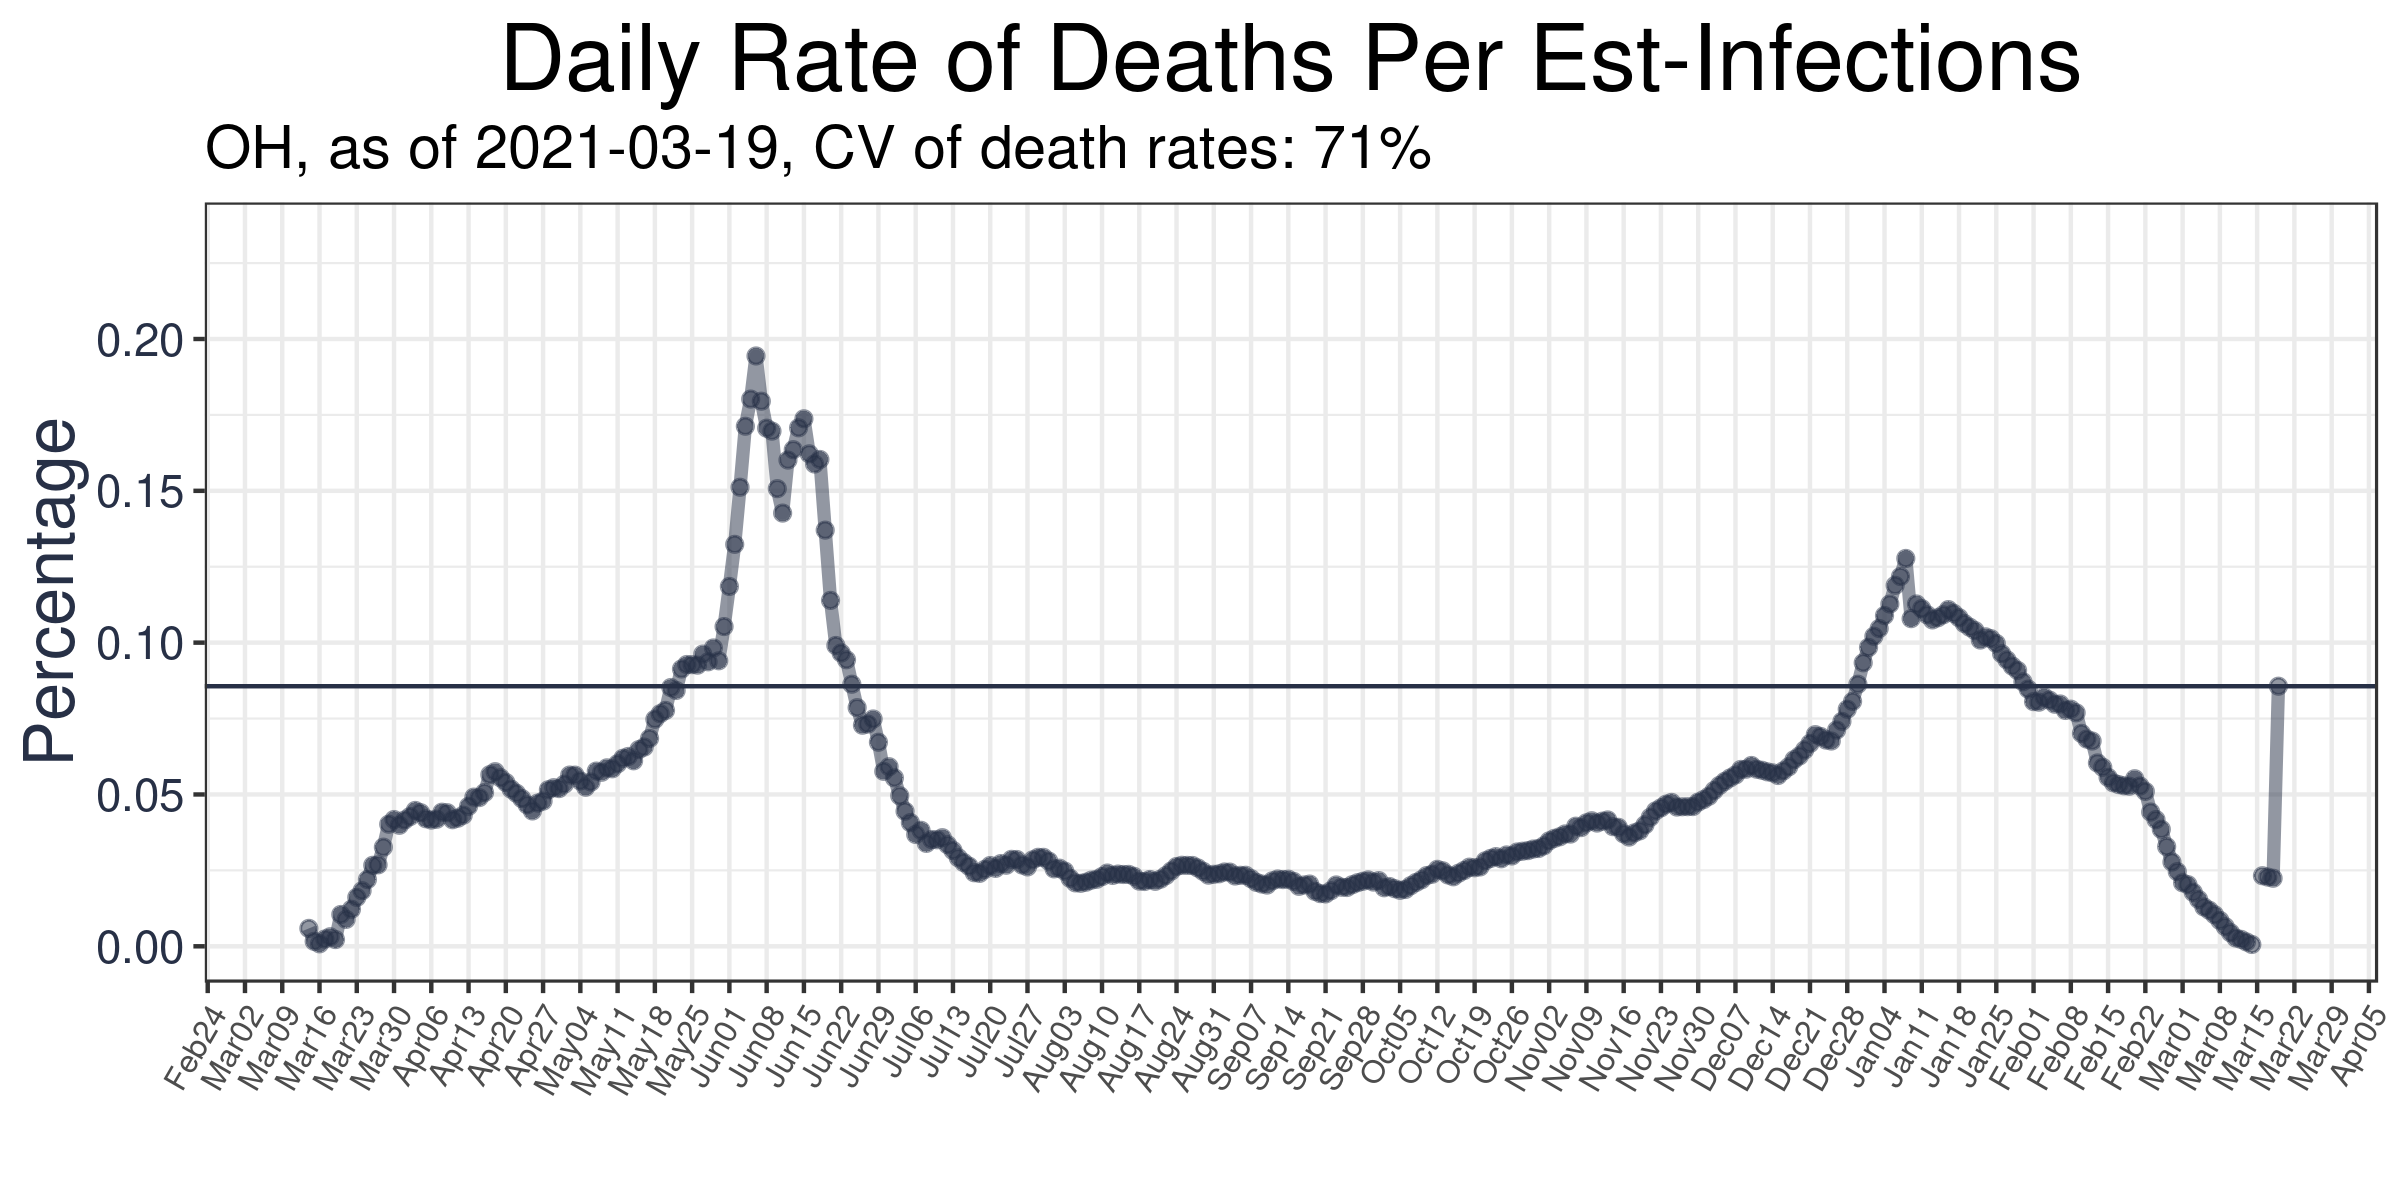 Daily Rate of Deaths Per Est-Infections
OH, as of 2021-03-19, CV of death rates: 71%
Percentage
0.20
0.15
0.10
0.05
0.00
Feb24
Mar02
Mar09
Mar16
Mar23
Mar30
Apr06
Apr13
Apr20
Apr27
May04
May11
May18
May25
Jun01
Jun08
Jun15
Jun22
Jun29
Jul06
Jul13
Jul20
Jul27
Aug03
Aug10
Aug17
Aug24
Aug31
Sep07
Sep14
Sep21
Sep28
Oct05
Oct12
Oct19
Oct26
Nov02
Nov09
Nov16
Nov23
Nov30
Dec07
Dec14
Dec21
Dec28
Jan04
Jan11
Jan18
Jan25
Feb01
Feb08
Feb15
Feb22
Mar01
Mar08
Mar15
Mar22
Mar29
Apr05